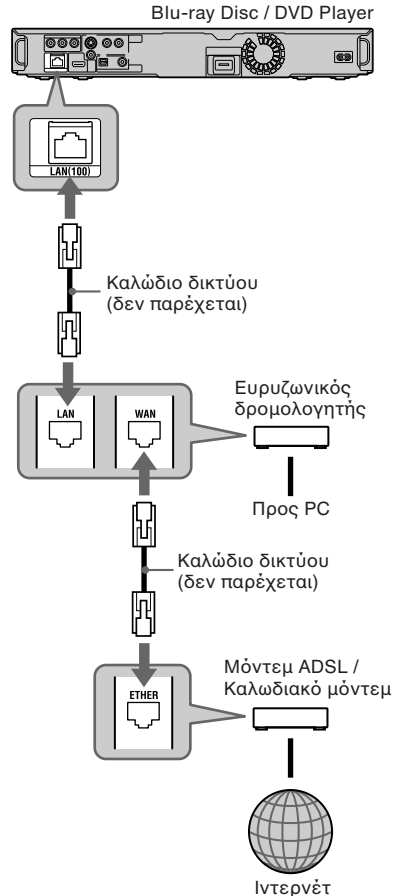 Blu-ray Disc / DVD Player
LAN(100)
Καλώδιο δικτύου
(δεν παρέχεται)
LAN
WAN
Ευρυζωνικός
δρομολογητής
Προς PC
Καλώδιο δικτύου
(δεν παρέχεται)
Μόντεμ ADSL /
Καλωδιακό μόντεμ
ETHER
Ιντερνέτ